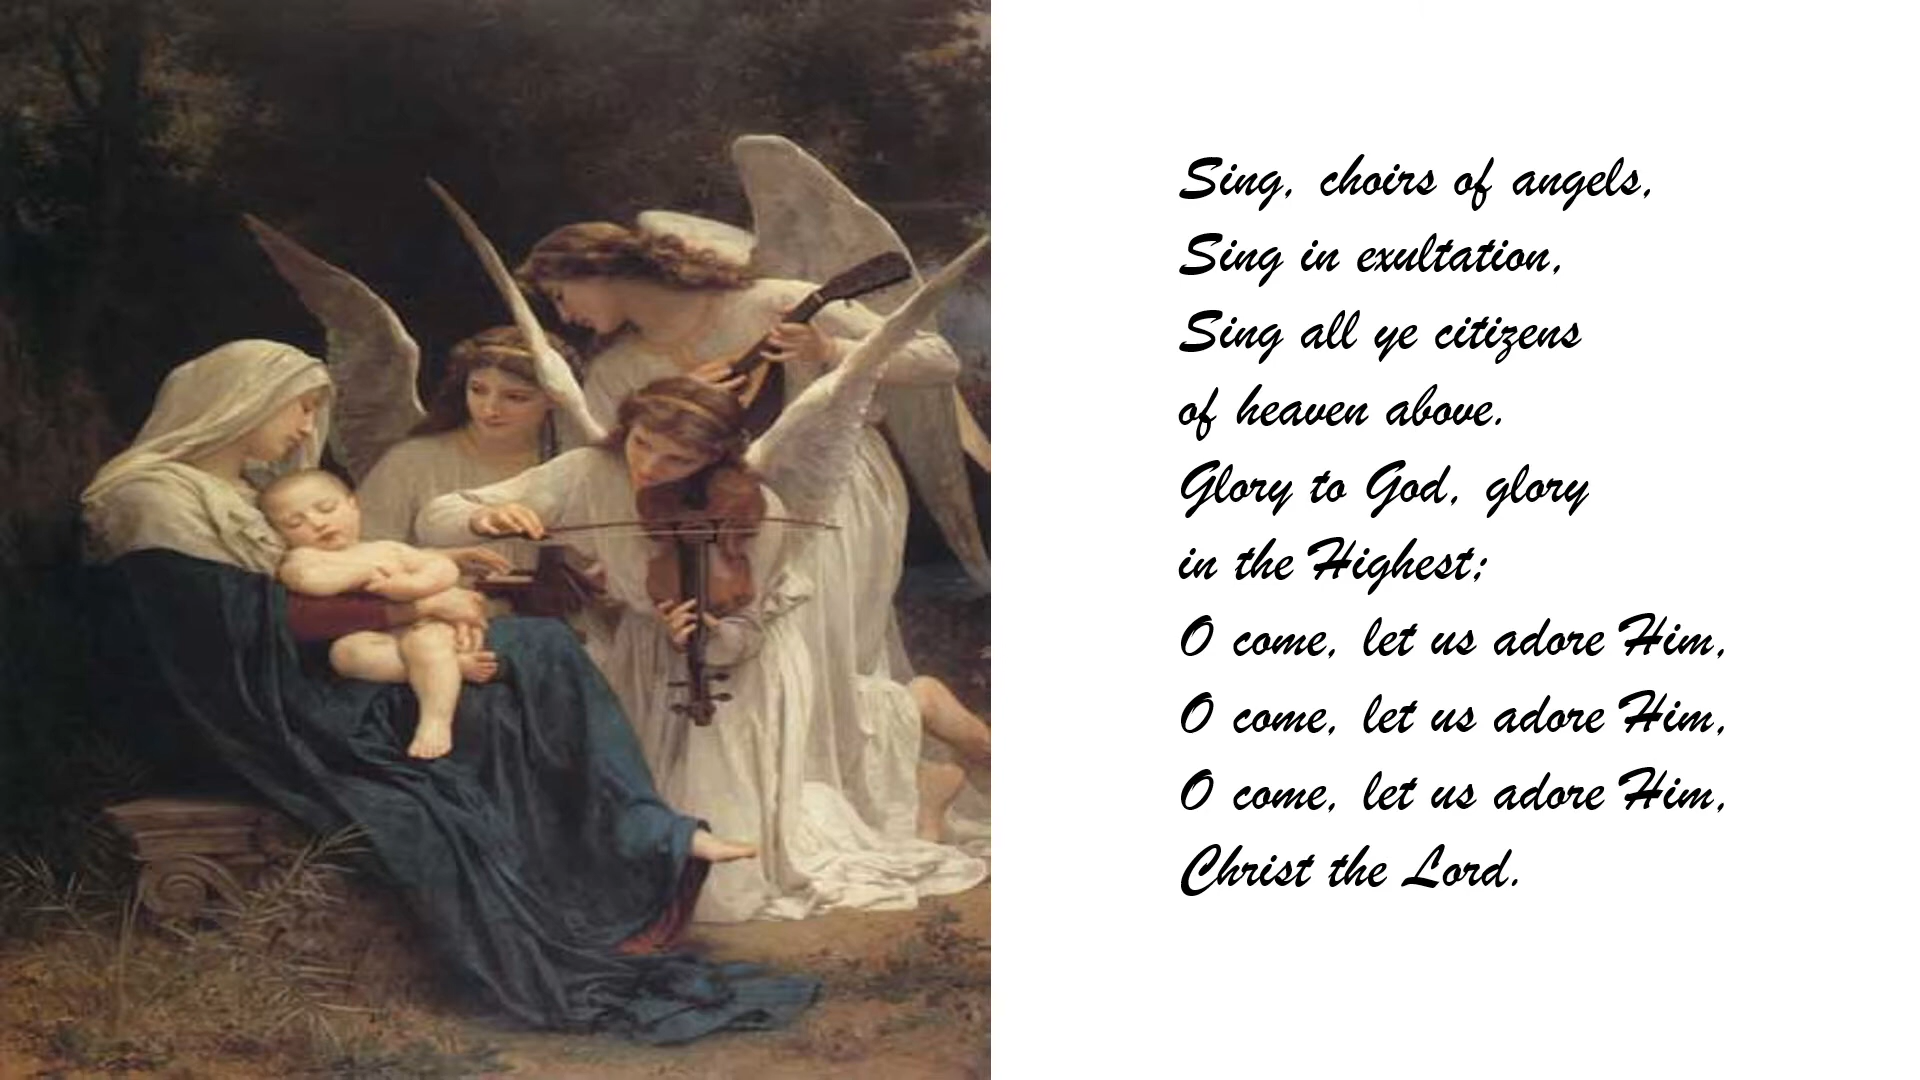 Sing, choirs of angels,
Sing in exultation,
Sing all ye citizens
of heaven above.
Glory to God, glory
in the Highest;
O come, let us adore Him,
O come, let us adore Him,
O come, let us adore Him,
Christ the Lord.